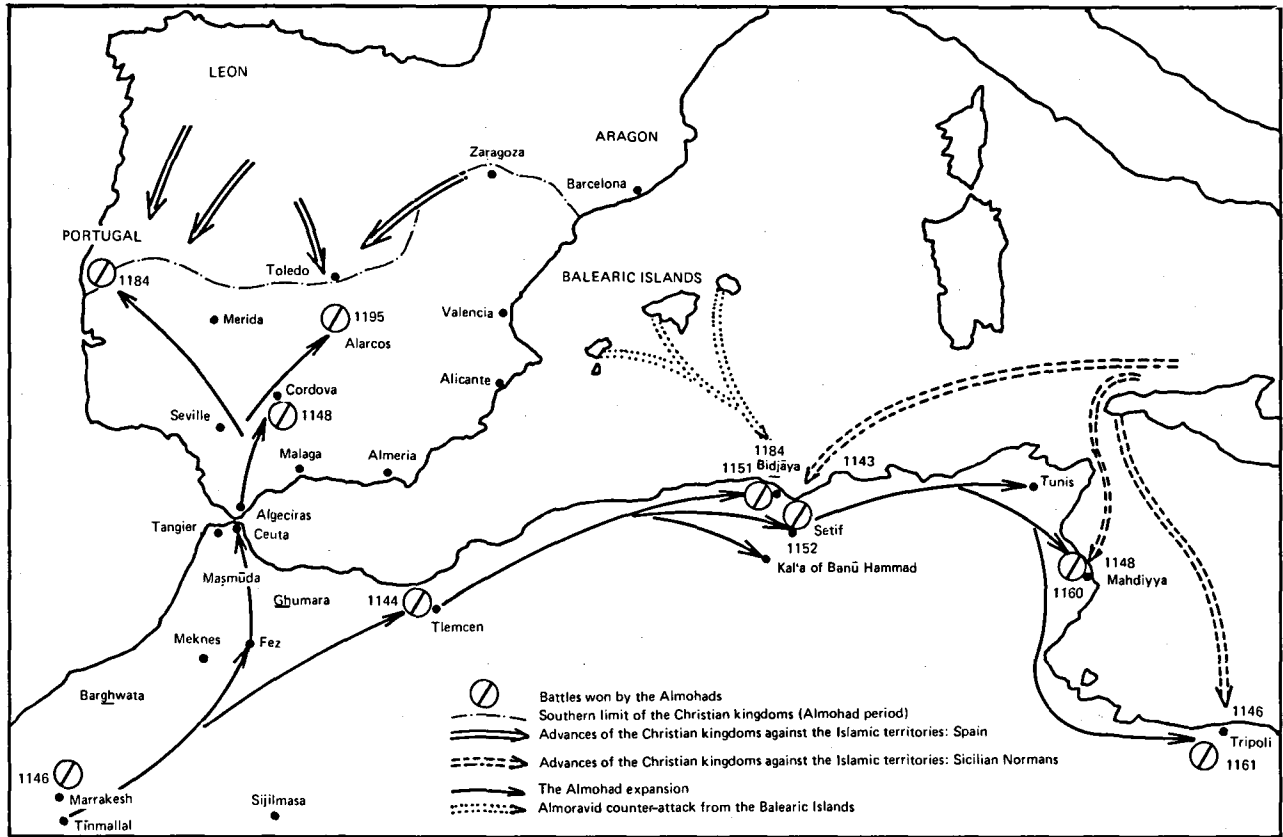 LEON
ARAGON
Zaragoza
Barcelona
PORTUGAL
1184
Toledo
BALEARIC ISLANDS
Merida
1195
Alarcos
Valencia
Alicante
Cordova
1148
Seville
Malaga
Almeria
1184
1151 Bidjāya
1143
Tunis
Algeciras
Tangier
Ceuta
Setif
1152
Kal'a of Banū Hammad
1148
Mahdiyya
1160
Maṣmūda
Ghumara
1144
Tlemcen
Meknes
Fez
Barghwata
1146
Marrakesh
Tīnmallal
Sijilmasa
1146
Tripoli
1161
Battles won by the Almohads
Southern limit of the Christian kingdoms (Almohad period)
Advances of the Christian kingdoms against the Islamic territories: Spain
Advances of the Christian kingdoms against the Islamic territories: Sicilian Normans
The Almohad expansion
Almoravid counter-attack from the Balearic Islands